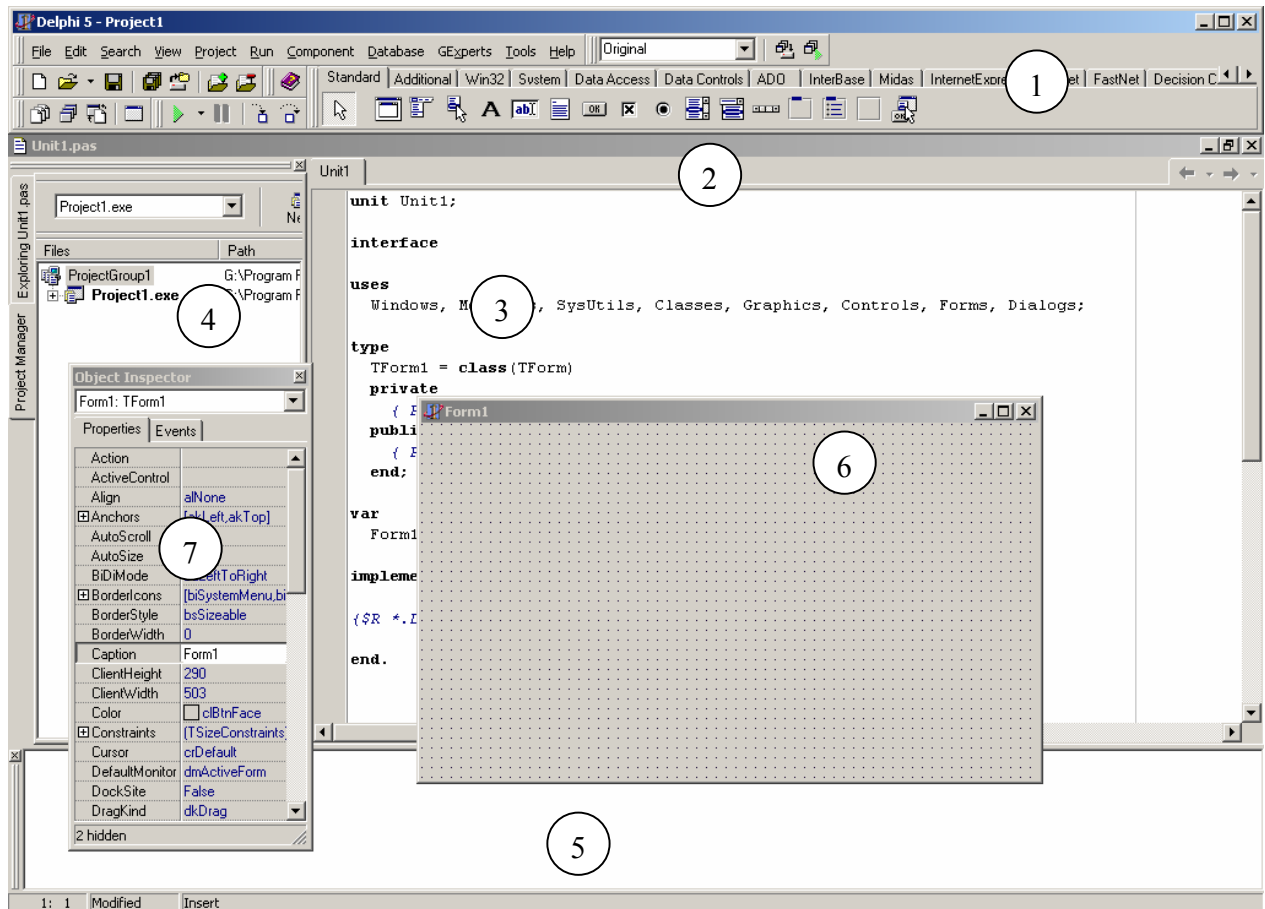 Delphi 5 - Project1
File Edit Search View Project Run Component Database GExperts Tools Help
Original
Standard Additional Win32 System Data Access Data Controls ADO InterBase Midas FastNet Decision
1
Unit1.pas
Exploring Unit1.pas
Project Manager
Project1.exe
Files Path
ProjectGroup1 G:\Program
Project1.exe
4
Unit1
2
unit Unit1;
interface
uses
Windows, SysUtils, Classes, Graphics, Controls, Forms, Dialogs;
3
type
TForm1 = class(TForm)
private
{
{
end;
var
Form1
{$R *.
end.
Form1
6
Object Inspector
Form1: TForm1
Properties Events
Action
ActiveControl
Align alNone
Anchors [akLeft,akTop]
AutoScroll
AutoSize
BiDiMode
7
BorderIcons [biSystemMenu,
BorderStyle bsSizeable
BorderWidth 0
Caption Form1
ClientHeight 290
ClientWidth 503
Color clBtnFace
Constraints (TSizeConstraints)
Cursor crDefault
DefaultMonitor dmActiveForm
DockSite False
DragKind dkDrag
2 hidden
5
1: 1 Modified Insert